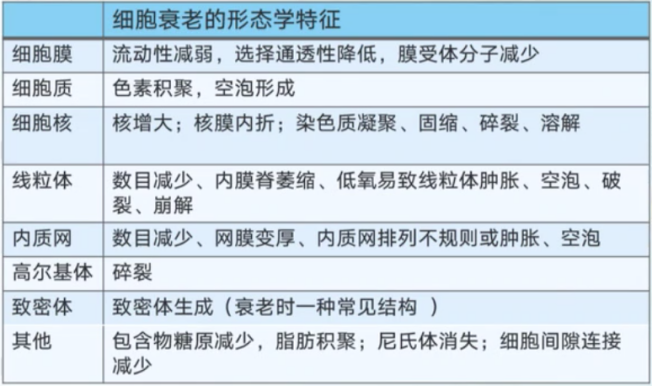 细胞衰老的形态学特征
细胞膜 流动性减弱，选择通透性降低，膜受体分子减少
细胞质 色素积聚，空泡形成
细胞核 核增大；核膜内折；染色质凝聚、固缩、碎裂、溶解
线粒体 数目减少、内膜脊萎缩、低氧易致线粒体肿胀、空泡、破
裂、崩解
内质网 数目减少、网膜变厚、内质网排列不规则或肿胀、空泡
高尔基体 碎裂
致密体 致密体生成（衰老时一种常见结构 ）
其他 包含物糖原减少，脂肪积聚；尼氏体消失；细胞间隙连接
减少